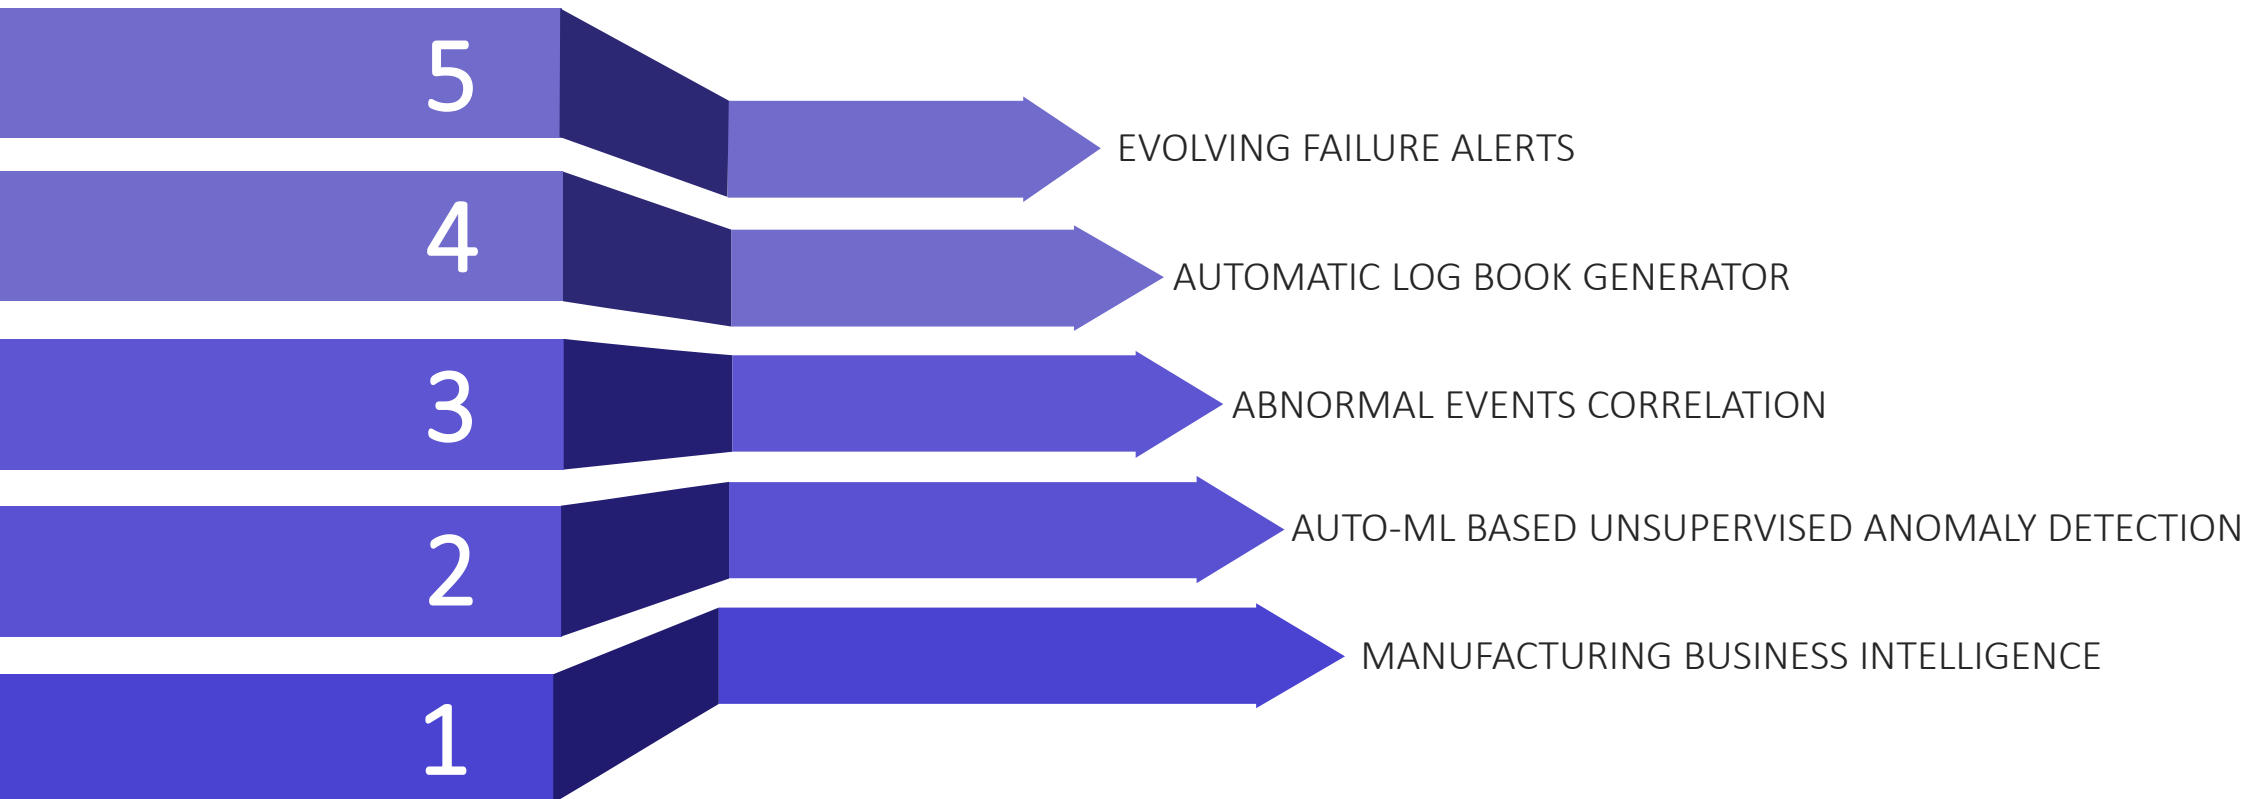 5
EVOLVING FAILURE ALERTS
4
AUTOMATIC LOG BOOK GENERATOR
3
ABNORMAL EVENTS CORRELATION
2
AUTO-ML BASED UNSUPERVISED ANOMALY DETECTION
1
MANUFACTURING BUSINESS INTELLIGENCE